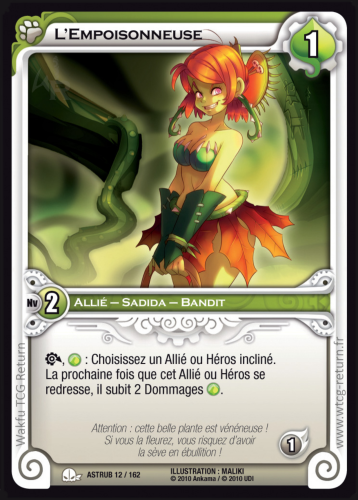 L'Empoisonneuse
1
Nv 2
Allié – Sadida – Bandit
, : Choisissez un Allié ou Héros incliné.
La prochaine fois que cet Allié ou Héros se
redresse, il subit 2 Dommages .
Attention : cette belle plante est vénéneuse !
Si vous la fleurez, vous risquez d'avoir
la sève en ébullition !
1
ASTRUB 12 / 162
ILLUSTRATION : MALIKI
© 2010 Ankama / © 2010 UDI
Wakfu TCG Return
www.wtcg-return.fr